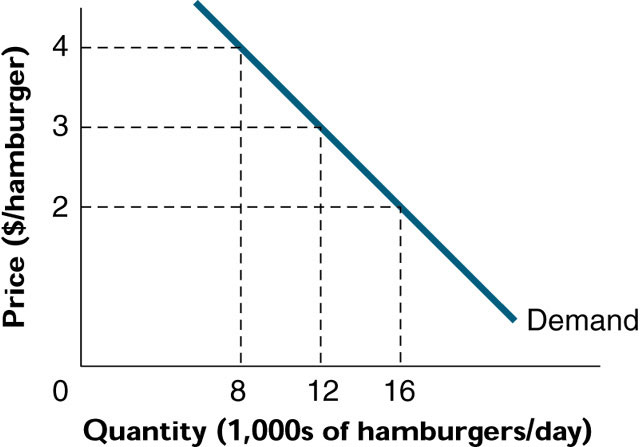 Price ($/hamburger)
4
3
2
0
8
12
16
Demand
Quantity (1,000s of hamburgers/day)